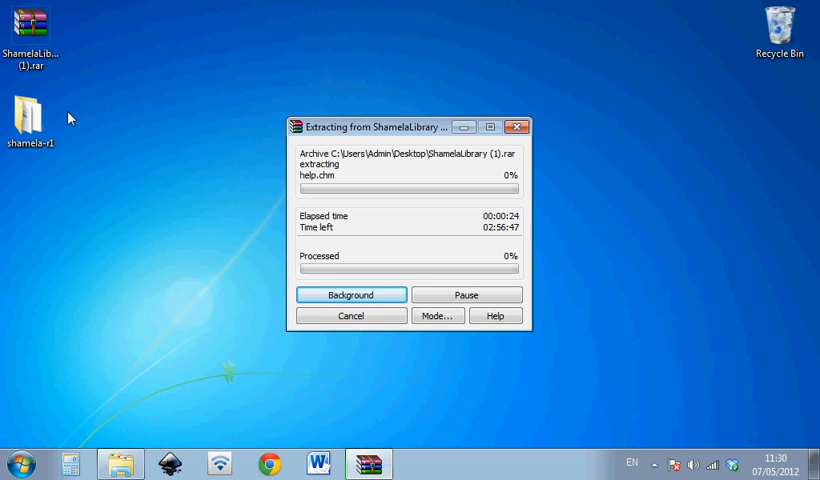 ShamelaLib...
(1).rar
shamela-r1
Recycle Bin
Extracting from ShamelaLibrary ...
Archive C:\Users\Admin\Desktop\ShamelaLibrary (1).rar
extracting
help.chm 0%
Elapsed time 00:00:24
Time left 02:56:47
Processed 0%
Background Pause
Cancel Mode... Help
W
EN
11:30
07/05/2012